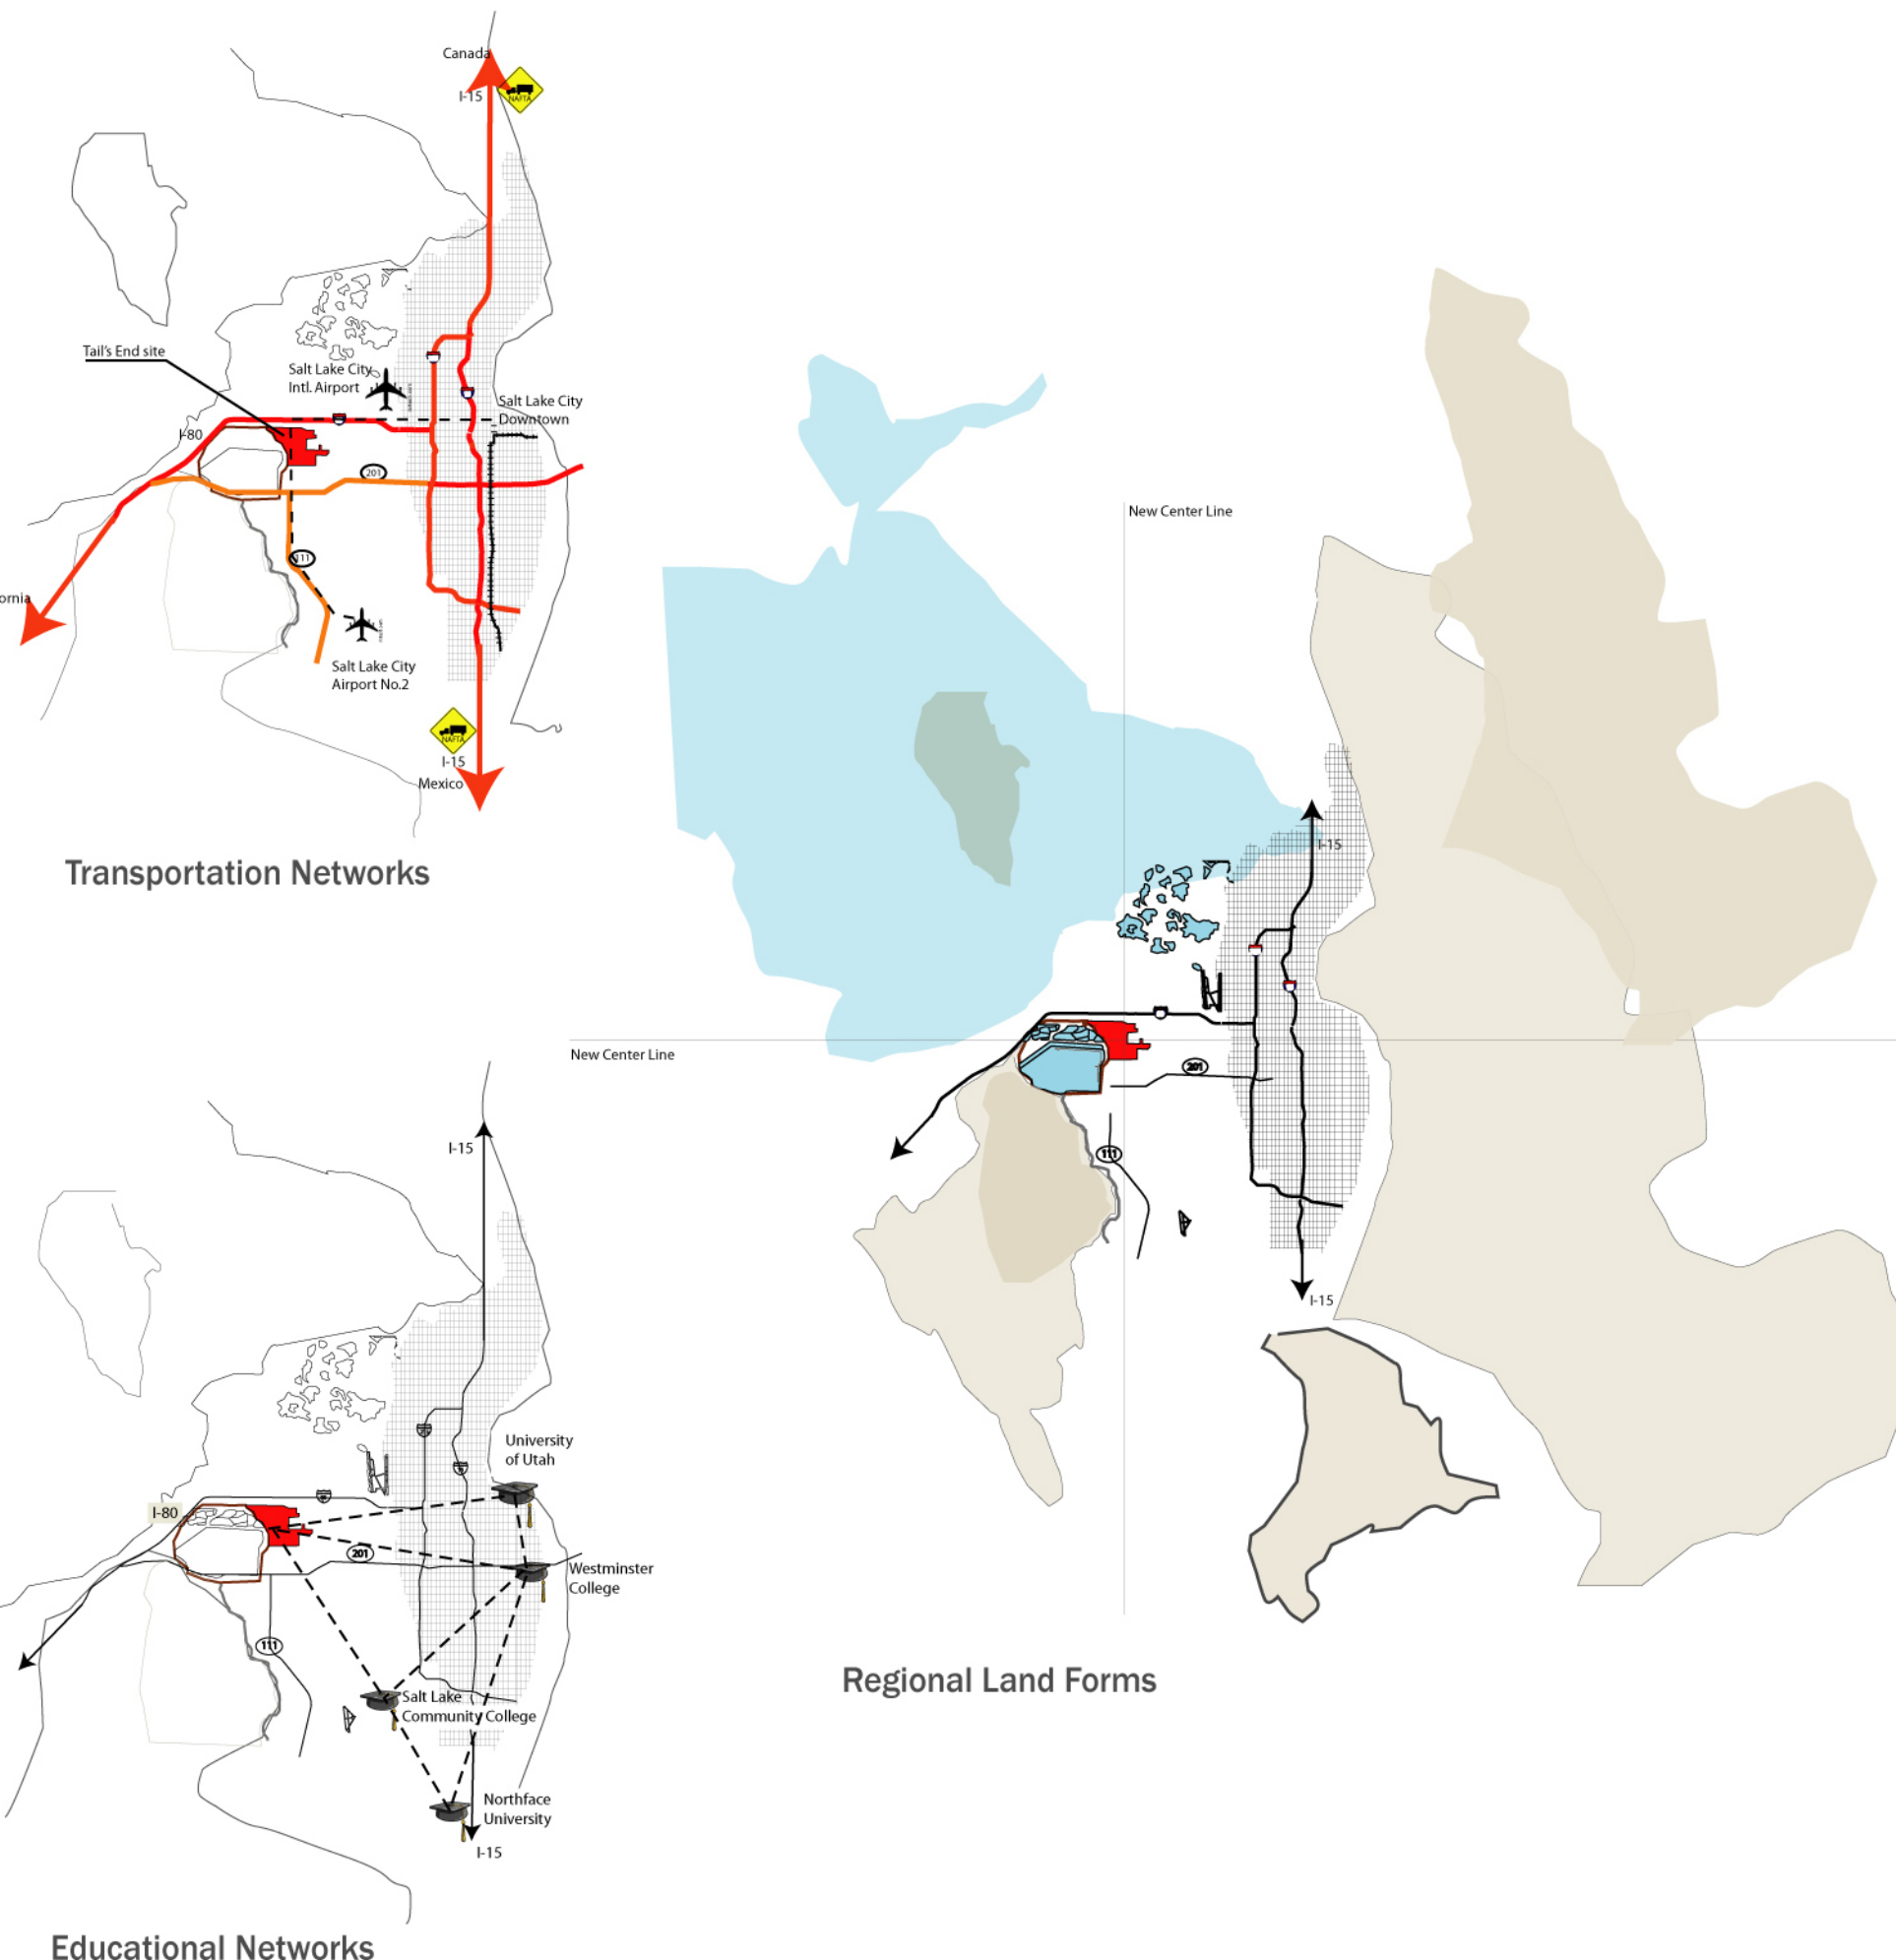 Canada
I-15
NAFTA
Tail's End site
Salt Lake City
Intl. Airport
Salt Lake City
Downtown
I-80
201
111
ornia
Salt Lake City
Airport No.2
NAFTA
I-15
Mexico
Transportation Networks
New Center Line
I-15
New Center Line
201
111
I-15
Regional Land Forms
I-15
University
of Utah
I-80
201
Westminster
College
111
Salt Lake
Community College
Northface
University
I-15
Educational Networks